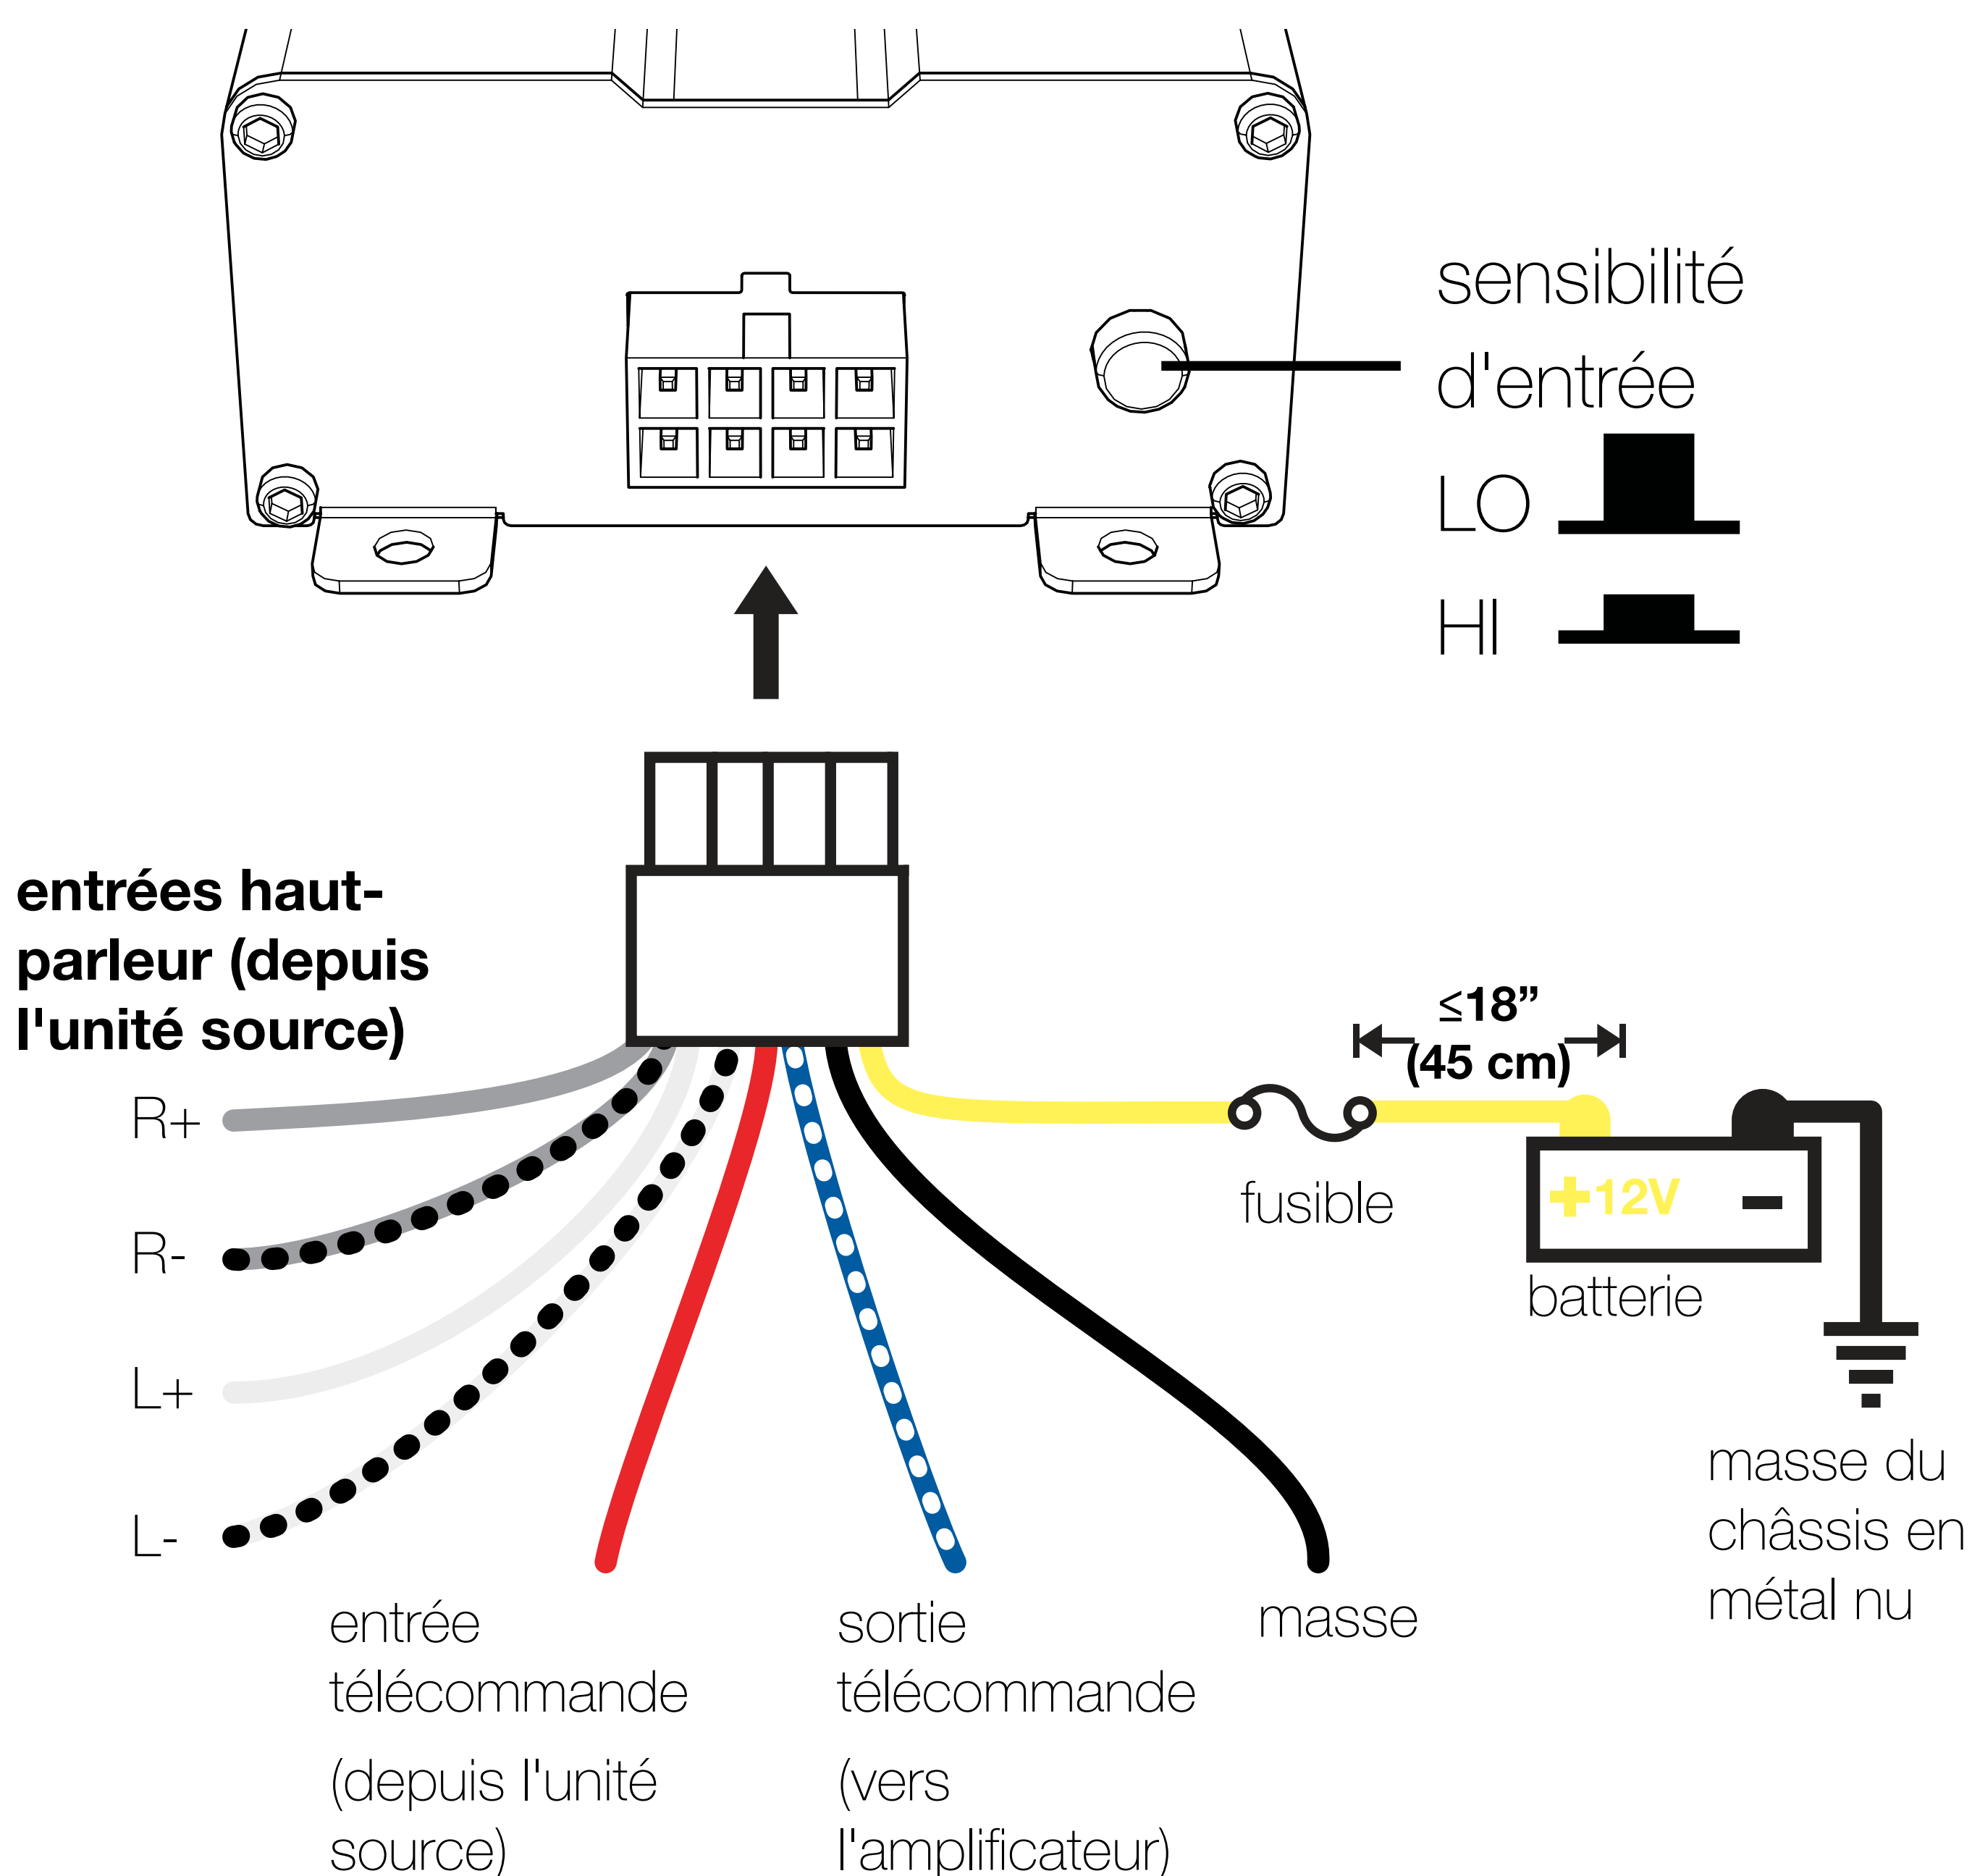 sensibilité
d'entrée
LO
HI
entrées haut-
parleur (depuis
l'unité source)
R+
R-
L+
L-
≤18”
(45 cm)
fusible
+12V -
batterie
masse du
châssis en
métal nu
entrée
télécommande
(depuis l'unité
source)
sortie
télécommande
(vers
l'amplificateur)
masse